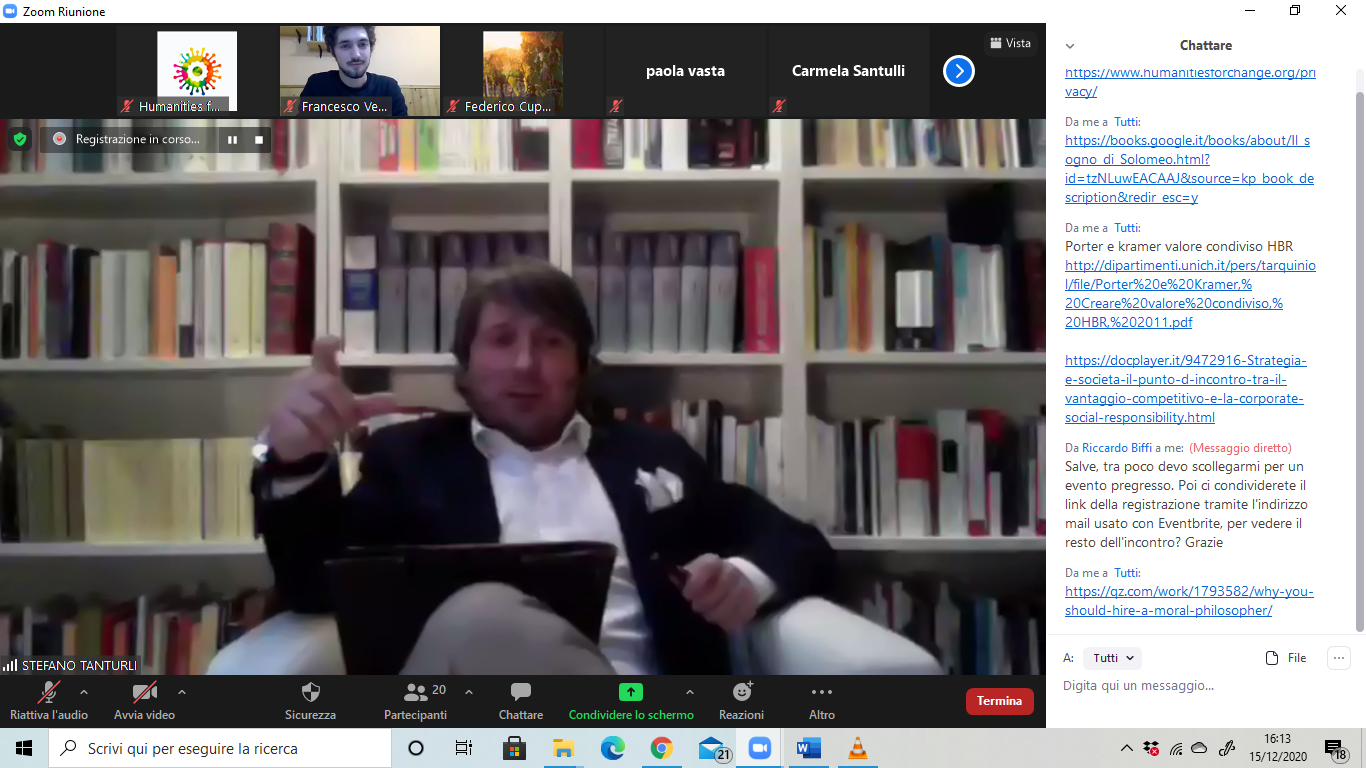 Zoom Riunione
Humanities f...
Francesco Ve...
Federico Cup...
paola vasta
Carmela Santulli
Vista
Registrazione in corso...
STEFANO TANTURLI
Chattare
https://www.humanitiesforchange.org/pri
vacy/
Da me a Tutti:
https://books.google.it/books/about/Il_s
ogno_di_Solomeo.html?
id=tzNLuwEACAAJ&source=kp_book_de
scription&redir_esc=y
Da me a Tutti:
Porter e kramer valore condiviso HBR
http://dipartimenti.unich.it/pers/tarquinio
l/file/Porter%20e%20Kramer,%
20Creare%20valore%20condiviso,%
20HBR,%202011.pdf
https://docplayer.it/9472916-Strategia-
e-societa-il-punto-d-incontro-tra-il-
vantaggio-competitivo-e-la-corporate-
social-responsibility.html
Da Riccardo Biffi a me: (Messaggio diretto)
Salve, tra poco devo scollegarmi per un
evento pregresso. Poi ci condividerete il
link della registrazione tramite l'indirizzo
mail usato con Eventbrite, per vedere il
resto dell'incontro? Grazie
Da me a Tutti:
https://qz.com/work/1793582/why-you-
should-hire-a-moral-philosopher/
A: Tutti File
Digita qui un messaggio...
Riattiva l'audio
Avvia video
Sicurezza
Partecipanti 20
Chattare
Condividere lo schermo
Reazioni
Altro
Termina
Scrivi qui per eseguire la ricerca
21
16:13
15/12/2020
18